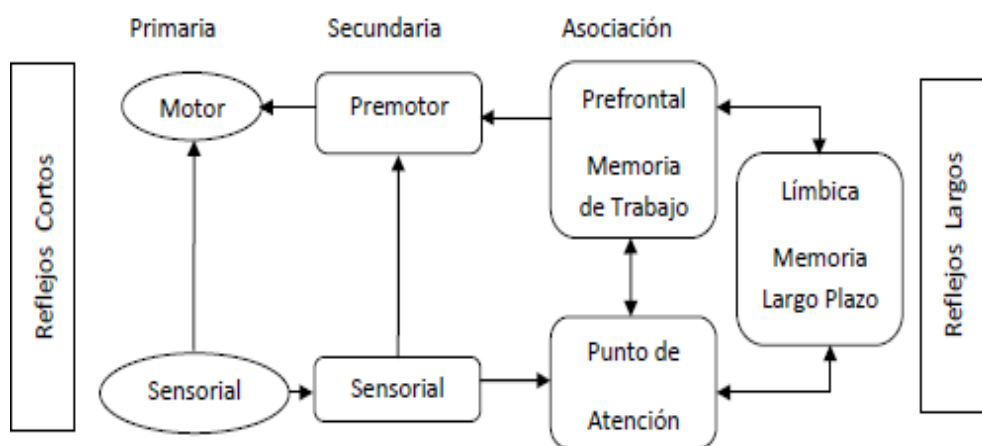 Primaria
Secundaria
Asociación
Reflejos Cortos
Motor
Premotor
Prefrontal
Memoria
de Trabajo
Límbica
Memoria
Largo Plazo
Reflejos Largos
Sensorial
Sensorial
Punto de
Atención